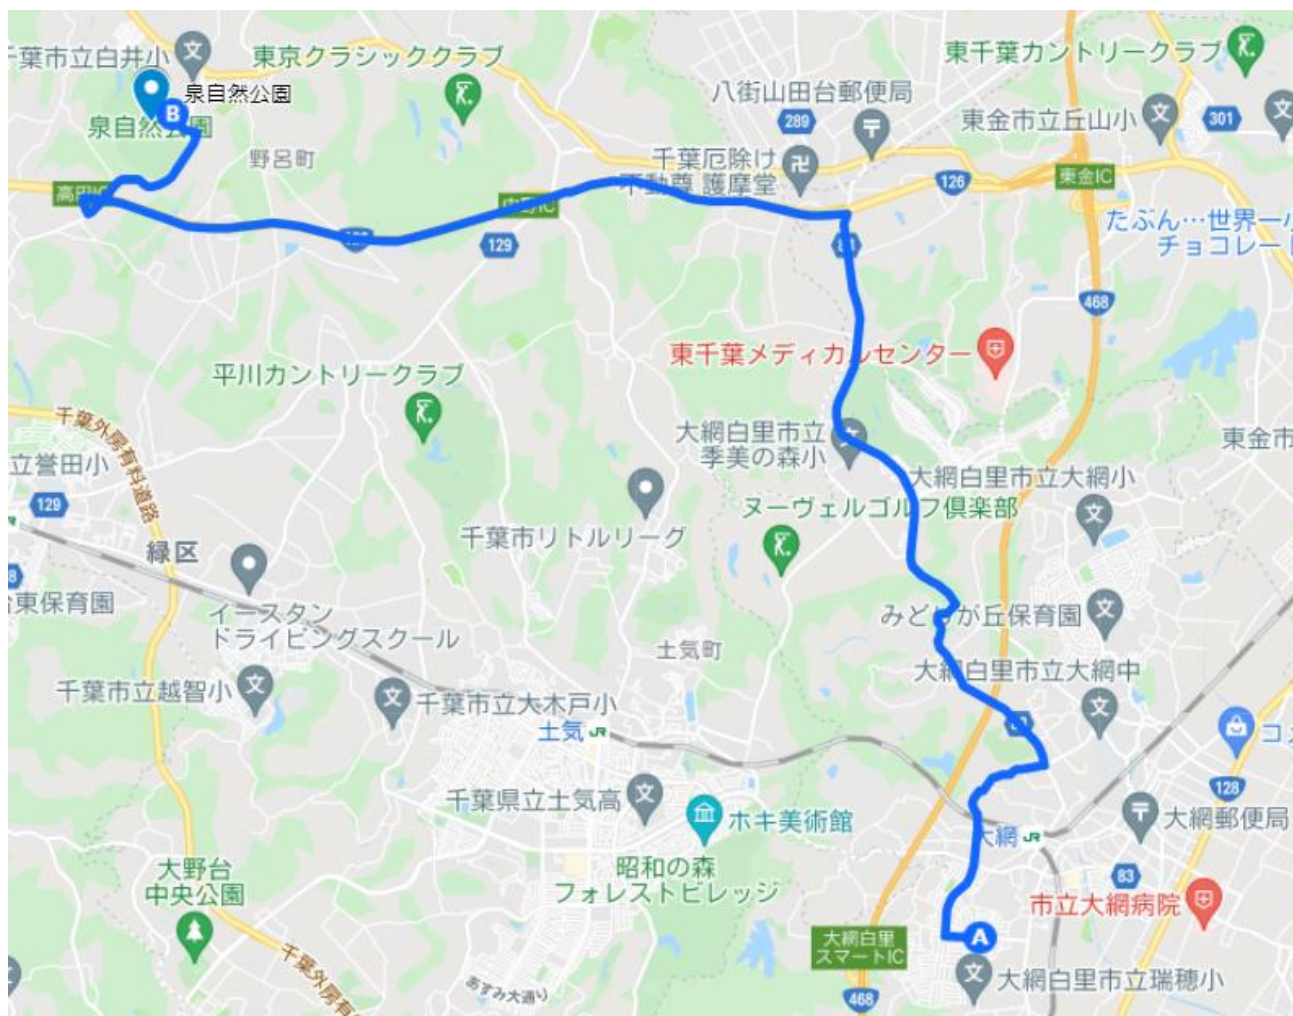 千葉市立白井小
東京クラシッククラブ
東千葉カントリークラブ
泉自然公園
B
泉自然公園
八街山田台郵便局
289
東金市立丘山小
301
野呂町
千葉厄除け
不動尊 護摩堂
126
東金IC
高田IC
中野IC
129
たぶん…世界一小
チョコレート
468
東千葉メディカルセンター
平川カントリークラブ
千葉外房有料道路
大網白里市立
季美の森小
東金市
立誉田小
129
大網白里市立大網小
ヌーヴェルゴルフ倶楽部
千葉市リトルリーグ
緑区
台東保育園
イースタン
ドライビングスクール
みどりが丘保育園
土気町
大網白里市立大網中
千葉市立越智小
千葉市立大木戸小
土気 JR
コメ
128
千葉県立土気高
ホキ美術館
大網郵便局
大網 JR
昭和の森
フォレストビレッジ
大野台
中央公園
83
市立大網病院
大網白里
スマートIC
A
千葉外房有
あすみ大通り
大網白里市立瑞穂小
468